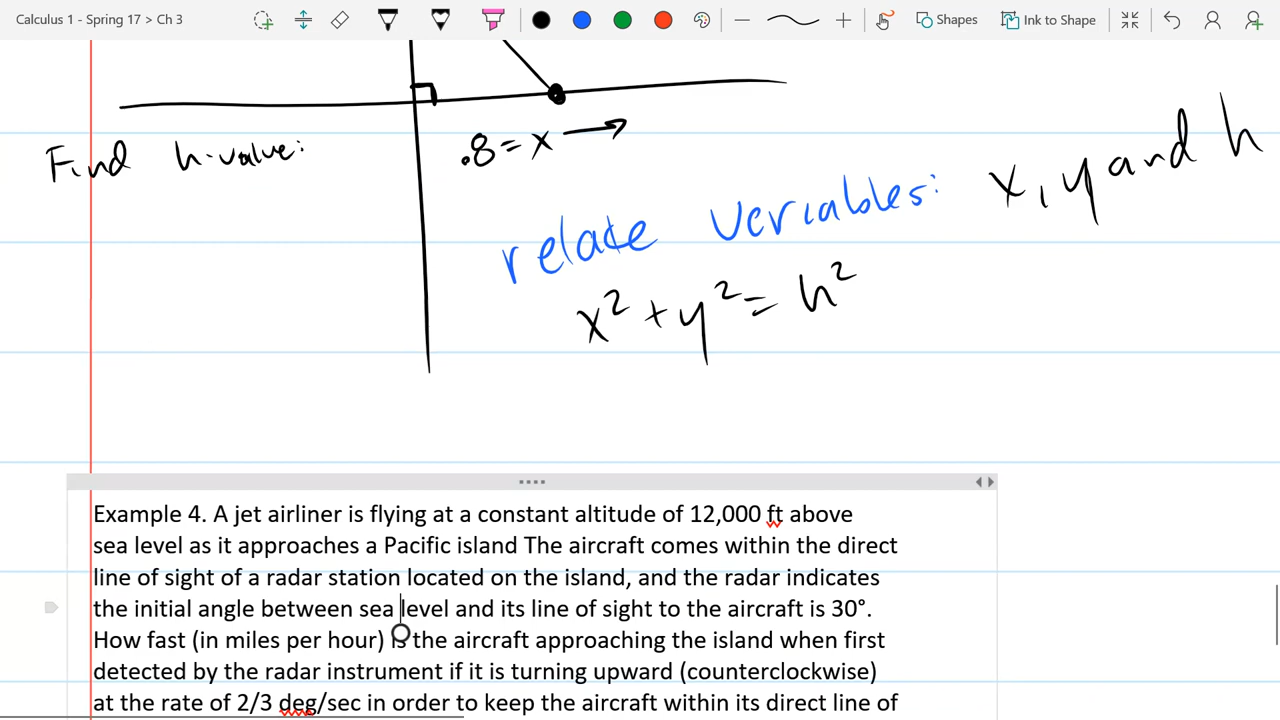 Calculus 1 - Spring 17 > Ch 3
Shapes
Ink to Shape
.8 = x
Find h-value:
relate variables: x, y and h
x² + y² = h²
Example 4. A jet airliner is flying at a constant altitude of 12,000 ft above
sea level as it approaches a Pacific island The aircraft comes within the direct
line of sight of a radar station located on the island, and the radar indicates
the initial angle between sea level and its line of sight to the aircraft is 30°.
How fast (in miles per hour) is the aircraft approaching the island when first
detected by the radar instrument if it is turning upward (counterclockwise)
at the rate of 2/3 deg/sec in order to keep the aircraft within its direct line of